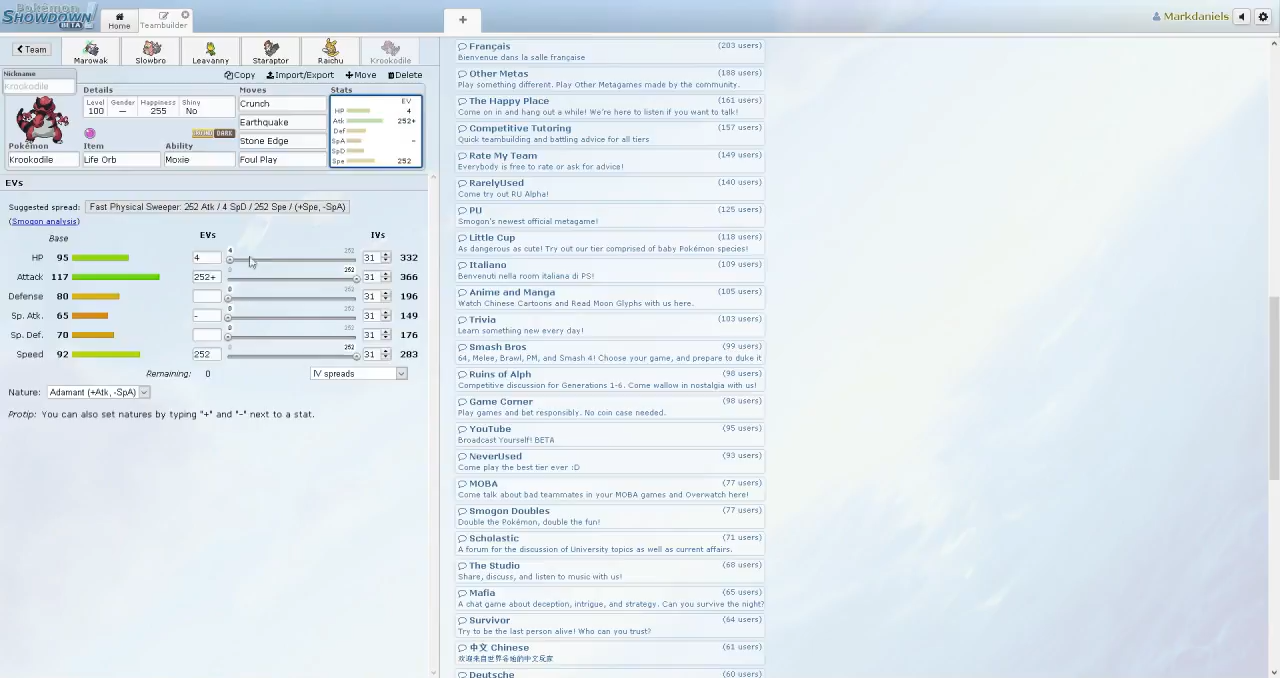 Pokémon
SHOWDOWN
BETA
Home
Teambuilder
+
Markdaniels
Team
Marowak
Slowbro
Leavanny
Staraptor
Raichu
Krookodile
Copy
Import/Export
Move
Delete
Nickname
Krookodile
Details
Level
100
Gender
—
Happiness
255
Shiny
No
GROUND DARK
Pokémon
Krookodile
Item
Life Orb
Ability
Moxie
Moves
Crunch
Earthquake
Stone Edge
Foul Play
Stats
EV
HP 4
Atk 252+
Def
SpA -
SpD
Spe 252
EVs
Suggested spread: Fast Physical Sweeper: 252 Atk / 4 SpD / 252 Spe / (+Spe, -SpA)
(Smogon analysis)
Base EVs IVs
HP 95 4 4 252 31 332
Attack 117 252+ 0 252 31 366
Defense 80 0 252 31 196
Sp. Atk. 65 - 0 252 31 149
Sp. Def. 70 0 252 31 176
Speed 92 252 0 252 31 283
Remaining: 0 IV spreads
Nature: Adamant (+Atk, -SpA)
Protip: You can also set natures by typing "+" and "-" next to a stat.
Français (203 users)
Bienvenue dans la salle française
Other Metas (188 users)
Play something different. Play Other Metagames made by the community.
The Happy Place (161 users)
Come on in and hang out a while! We're here to listen if you want to talk!
Competitive Tutoring (157 users)
Quick teambuilding and battling advice for all tiers
Rate My Team (149 users)
Everybody is free to rate or ask for advice!
RarelyUsed (140 users)
Come try out RU Alpha!
PU (125 users)
Smogon's newest official metagame!
Little Cup (118 users)
As dangerous as cute! Try out our tier comprised of baby Pokémon species!
Italiano (109 users)
Benvenuti nella room italiana di PS!
Anime and Manga (105 users)
Watch Chinese Cartoons and Read Moon Glyphs with us here.
Trivia (103 users)
Learn something new every day!
Smash Bros (99 users)
64, Melee, Brawl, PM, and Smash 4! Choose your game, and prepare to duke it
Ruins of Alph (98 users)
Competitive discussion for Generations 1-6. Come wallow in nostalgia with us!
Game Corner (98 users)
Play games and bet responsibly. No coin case needed.
YouTube (95 users)
Broadcast Yourself! BETA
NeverUsed (93 users)
Come play the best tier ever :D
MOBA (77 users)
Come talk about bad teammates in your MOBA games and Overwatch here!
Smogon Doubles (77 users)
Double the Pokémon, double the fun!
Scholastic (71 users)
A forum for the discussion of University topics as well as current affairs.
The Studio (68 users)
Share, discuss, and listen to music with us!
Mafia (65 users)
A chat game about deception, intrigue, and strategy. Can you survive the night?
Survivor (64 users)
Try to be the last person alive! Who can you trust?
中文 Chinese (61 users)
欢迎来自世界各地的中文玩家
Deutsche (60 users)